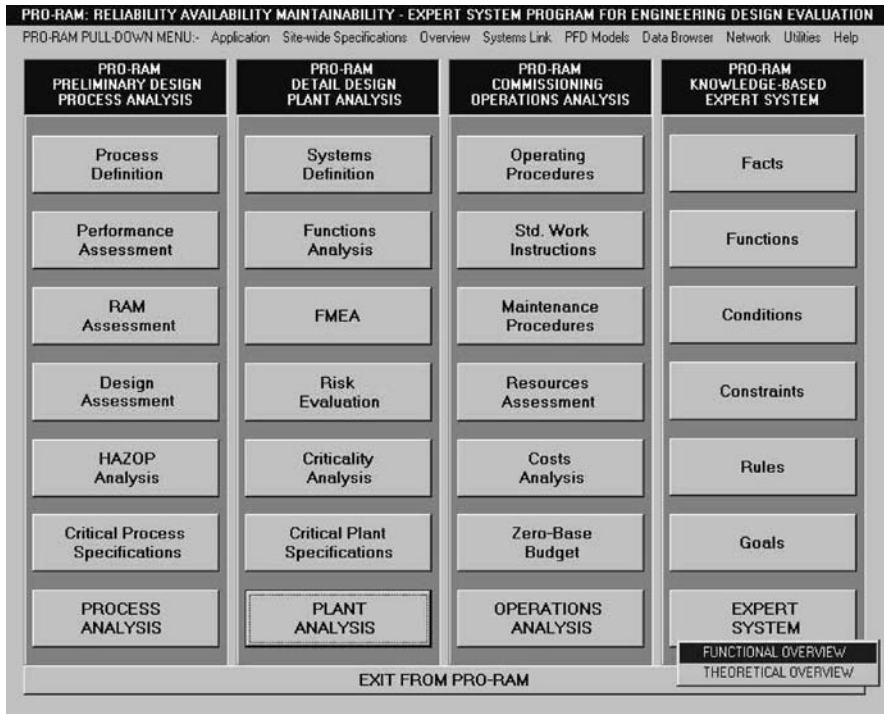 PRO-RAM: RELIABILITY AVAILABILITY MAINTAINABILITY - EXPERT SYSTEM PROGRAM FOR ENGINEERING DESIGN EVALUATION
PRO-RAM PULL-DOWN MENU:- Application Site-wide Specifications Overview Systems Link PFD Models Data Browser Network Utilities Help
PRO-RAM
PRELIMINARY DESIGN
PROCESS ANALYSIS
Process
Definition
Performance
Assessment
RAM
Assessment
Design
Assessment
HAZOP
Analysis
Critical Process
Specifications
PROCESS
ANALYSIS
PRO-RAM
DETAIL DESIGN
PLANT ANALYSIS
Systems
Definition
Functions
Analysis
FMEA
Risk
Evaluation
Criticality
Analysis
Critical Plant
Specifications
PLANT
ANALYSIS
PRO-RAM
COMMISSIONING
OPERATIONS ANALYSIS
Operating
Procedures
Std. Work
Instructions
Maintenance
Procedures
Resources
Assessment
Costs
Analysis
Zero-Base
Budget
OPERATIONS
ANALYSIS
PRO-RAM
KNOWLEDGE-BASED
EXPERT SYSTEM
Facts
Functions
Conditions
Constraints
Rules
Goals
EXPERT
SYSTEM
FUNCTIONAL OVERVIEW
THEORETICAL OVERVIEW
EXIT FROM PRO-RAM